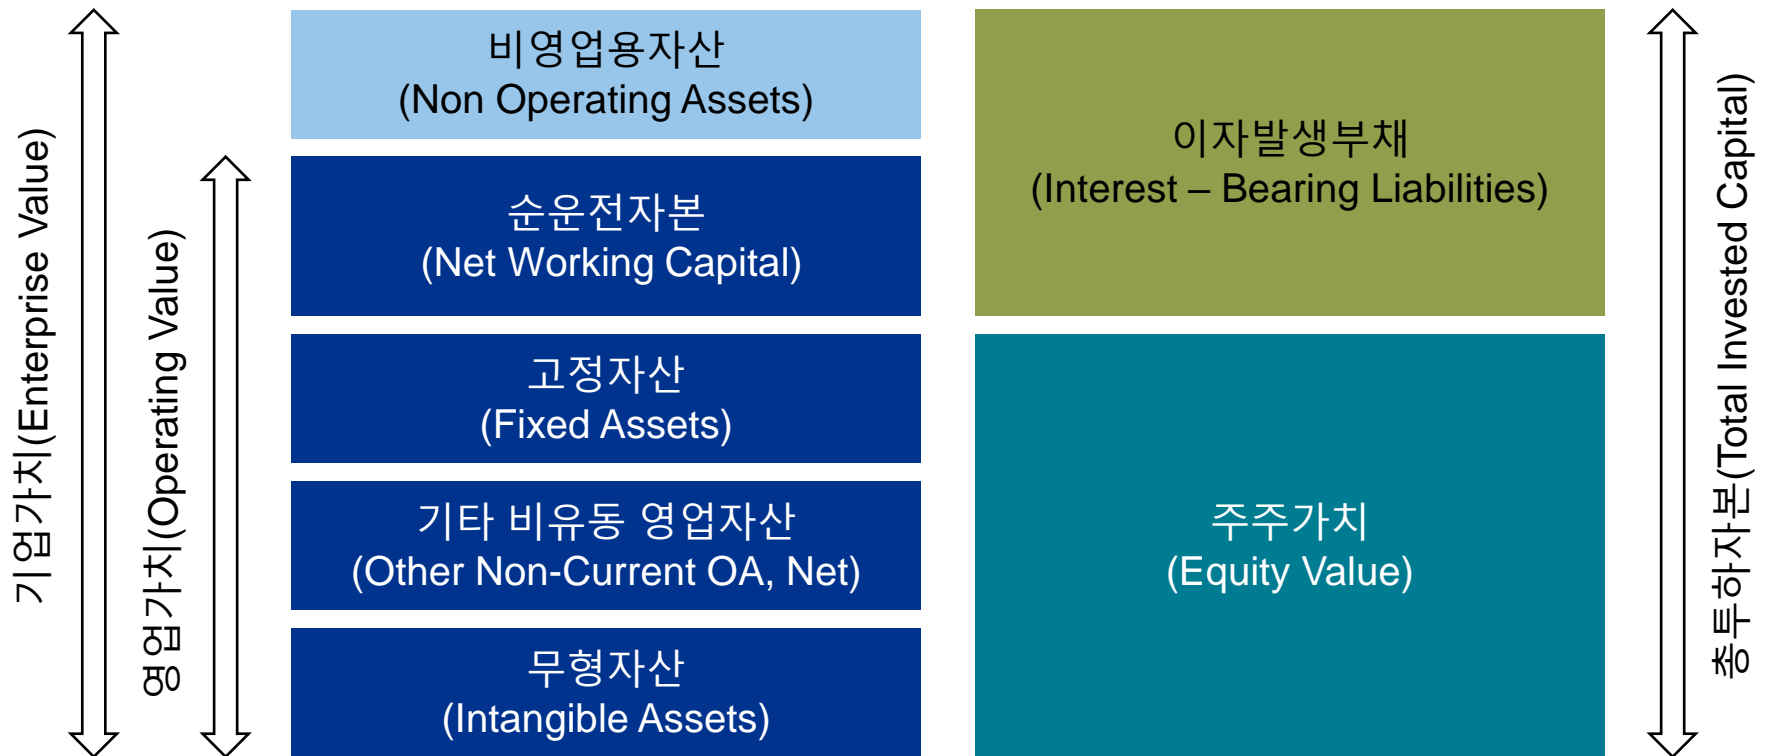 기업가치(Enterprise Value)
영업가치(Operating Value)
비영업용자산
(Non Operating Assets)
순운전자본
(Net Working Capital)
고정자산
(Fixed Assets)
기타 비유동 영업자산
(Other Non-Current OA, Net)
무형자산
(Intangible Assets)
이자발생부채
(Interest – Bearing Liabilities)
주주가치
(Equity Value)
총투하자본(Total Invested Capital)